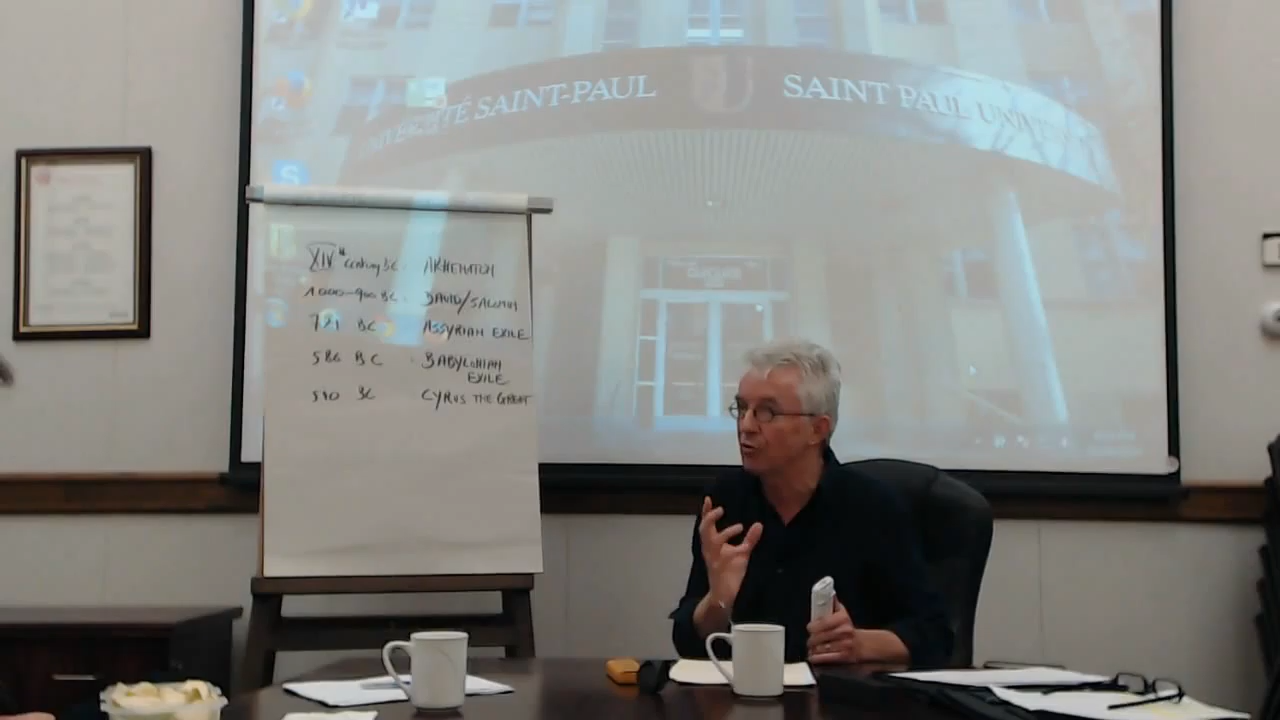 UNIVERSITÉ SAINT-PAUL
SAINT PAUL UNIVERSITY
XIVth Century BC. AKHENATON
1000-900 BC. DAVID/SALOMON
721 BC ASSYRIAN EXILE
586 BC BABYLONIAN
EXILE
540 BC CYRUS THE GREAT